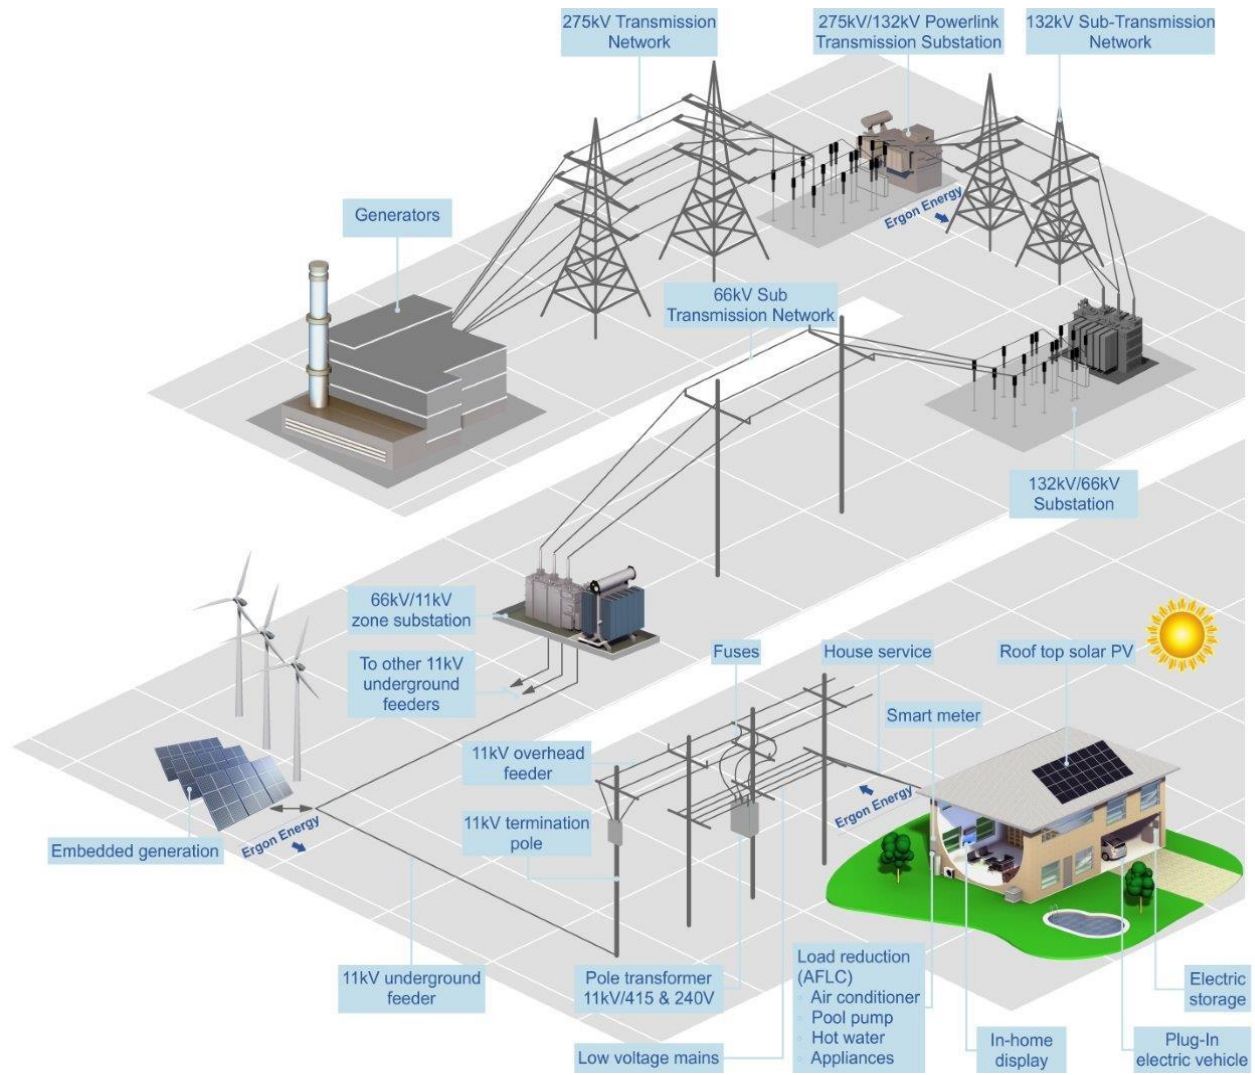 275kV Transmission
Network
275kV/132kV Powerlink
Transmission Substation
132kV Sub-Transmission
Network
Generators
Ergon Energy
66kV Sub
Transmission Network
132kV/66kV
Substation
66kV/11kV
zone substation
To other 11kV
underground
feeders
Fuses
House service
Roof top solar PV
Smart meter
11kV overhead
feeder
11kV termination
pole
Ergon Energy
Embedded generation
Ergon Energy
11kV underground
feeder
Pole transformer
11kV/415 & 240V
Low voltage mains
Load reduction
(AFLC)
Air conditioner
Pool pump
Hot water
Appliances
In-home
display
Plug-In
electric vehicle
Electric
storage